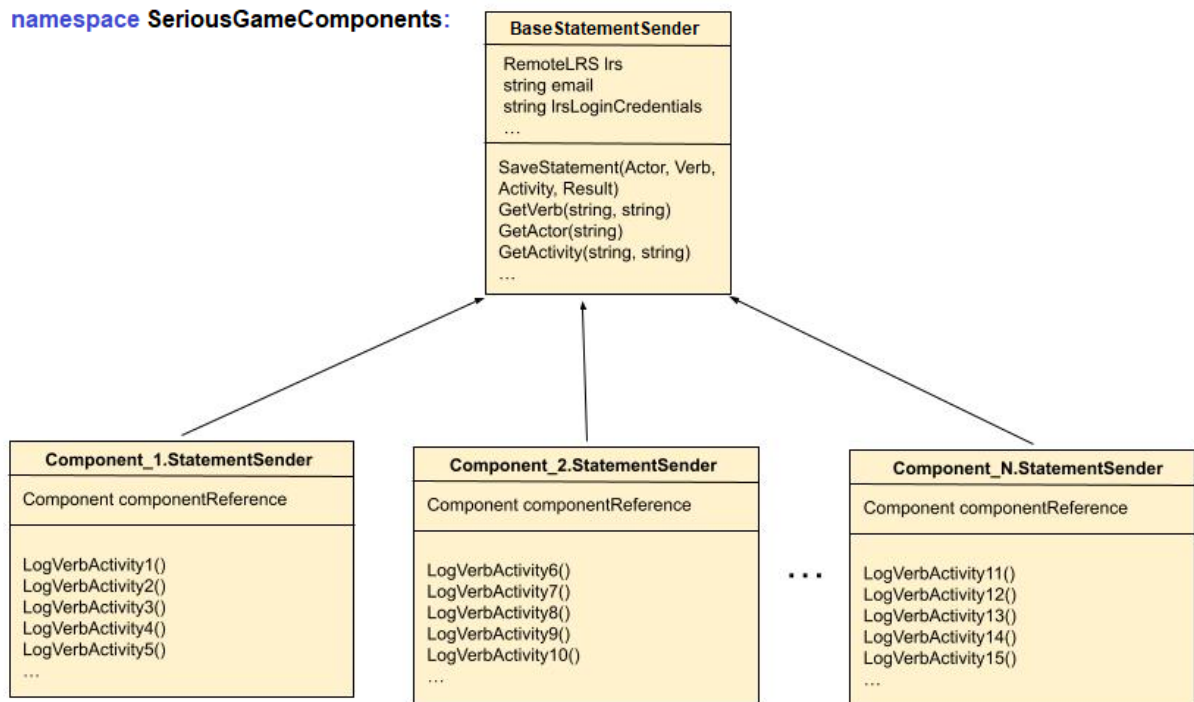 namespace SeriousGameComponents:
BaseStatementSender
RemoteLRS lrs
string email
string lrsLoginCredentials
...
SaveStatement(Actor, Verb,
Activity, Result)
GetVerb(string, string)
GetActor(string)
GetActivity(string, string)
...
Component_1.StatementSender
Component componentReference
LogVerbActivity1()
LogVerbActivity2()
LogVerbActivity3()
LogVerbActivity4()
LogVerbActivity5()
...
Component_2.StatementSender
Component componentReference
LogVerbActivity6()
LogVerbActivity7()
LogVerbActivity8()
LogVerbActivity9()
LogVerbActivity10()
...
...
Component_N.StatementSender
Component componentReference
LogVerbActivity11()
LogVerbActivity12()
LogVerbActivity13()
LogVerbActivity14()
LogVerbActivity15()
...